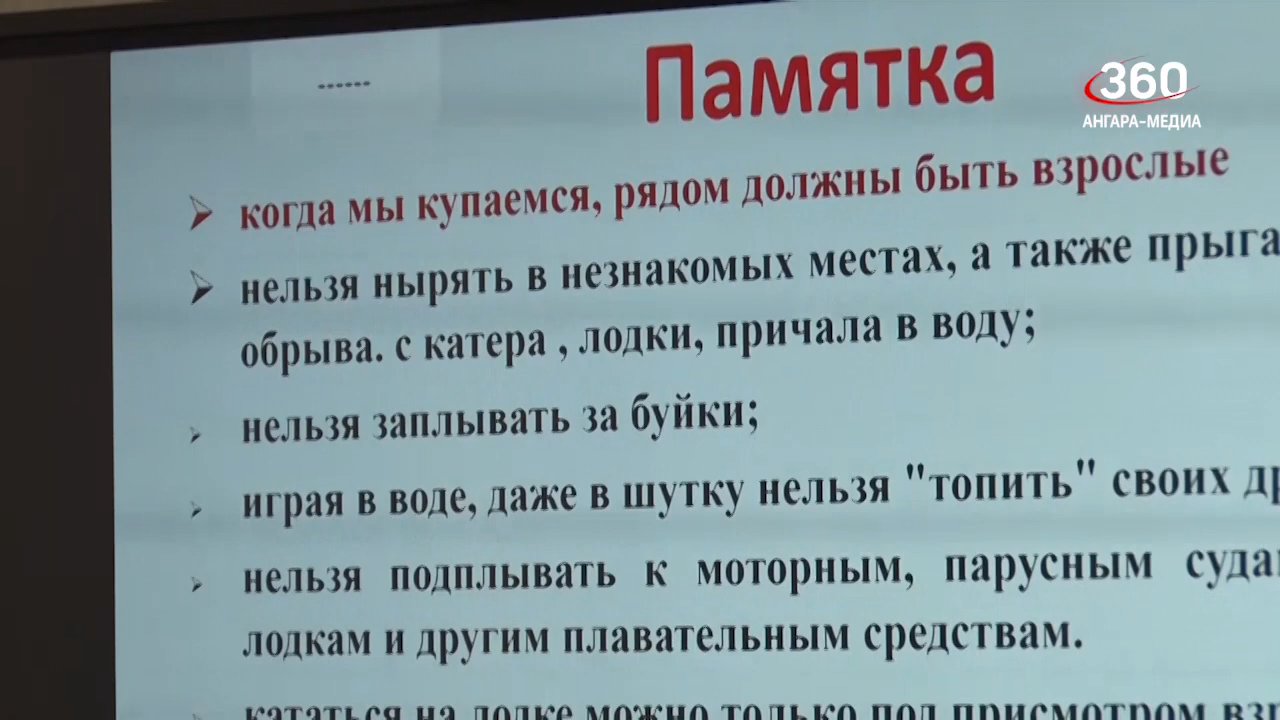 ------
Памятка
360
АНГАРА-МЕДИА
когда мы купаемся, рядом должны быть взрослые
нельзя нырять в незнакомых местах, а также прыга
обрыва. с катера , лодки, причала в воду;
нельзя заплывать за буйки;
играя в воде, даже в шутку нельзя "топить" своих др
нельзя подплывать к моторным, парусным суда
лодкам и другим плавательным средствам.
кататься на лодке можно только под присмотром взр